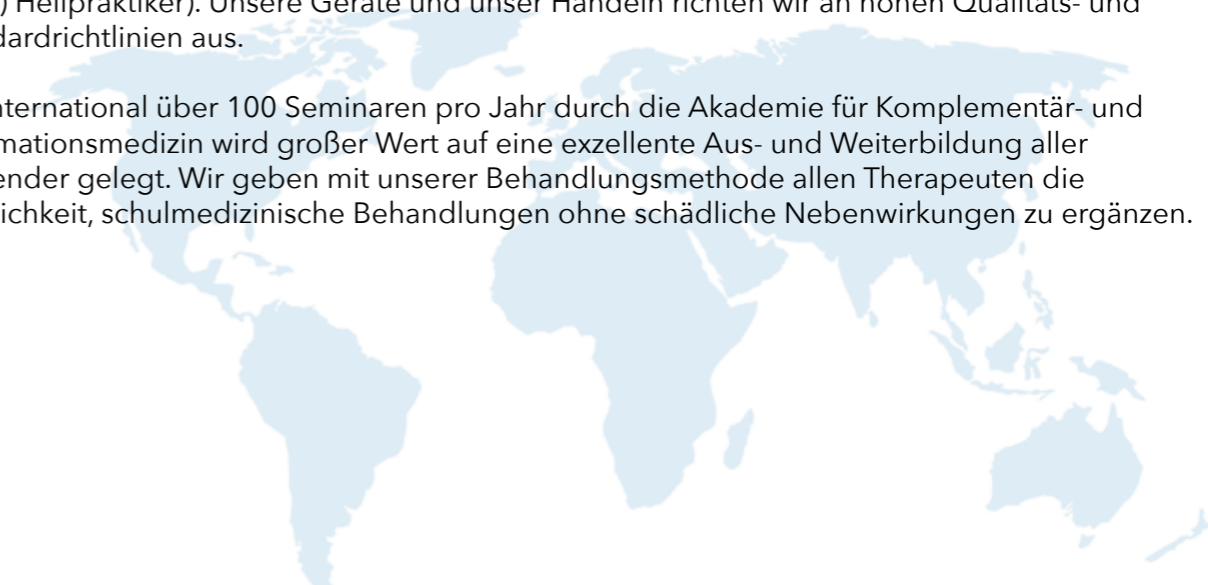 ) Heilpraktiker). Unsere Geräte und unser Handeln richten wir an hohen Qualitäts- und
dardrichtlinien aus.
nternational über 100 Seminaren pro Jahr durch die Akademie für Komplementär- und
mationsmedizin wird großer Wert auf eine exzellente Aus- und Weiterbildung aller
ender gelegt. Wir geben mit unserer Behandlungsmethode allen Therapeuten die
lichkeit, schulmedizinische Behandlungen ohne schädliche Nebenwirkungen zu ergänzen.